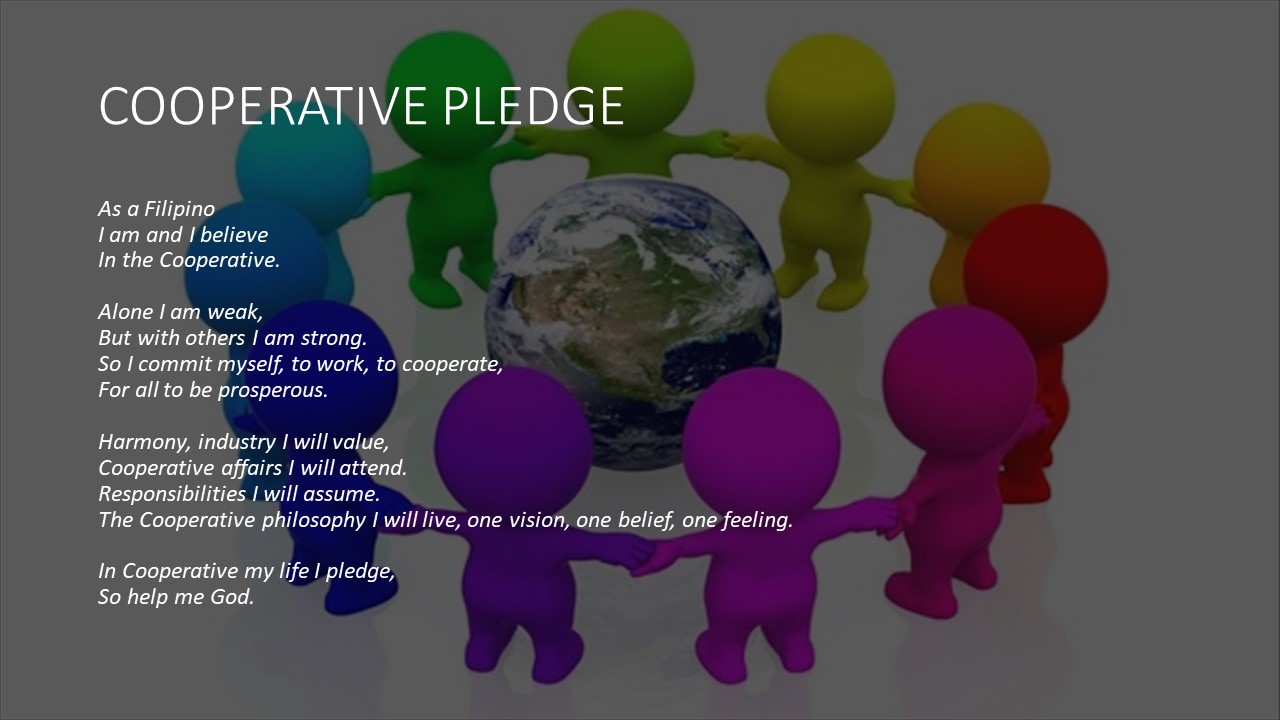 COOPERATIVE PLEDGE
As a Filipino
I am and I believe
In the Cooperative.
Alone I am weak,
But with others I am strong.
So I commit myself, to work, to cooperate,
For all to be prosperous.
Harmony, industry I will value,
Cooperative affairs I will attend.
Responsibilities I will assume.
The Cooperative philosophy I will live, one vision, one belief, one feeling.
In Cooperative my life I pledge,
So help me God.